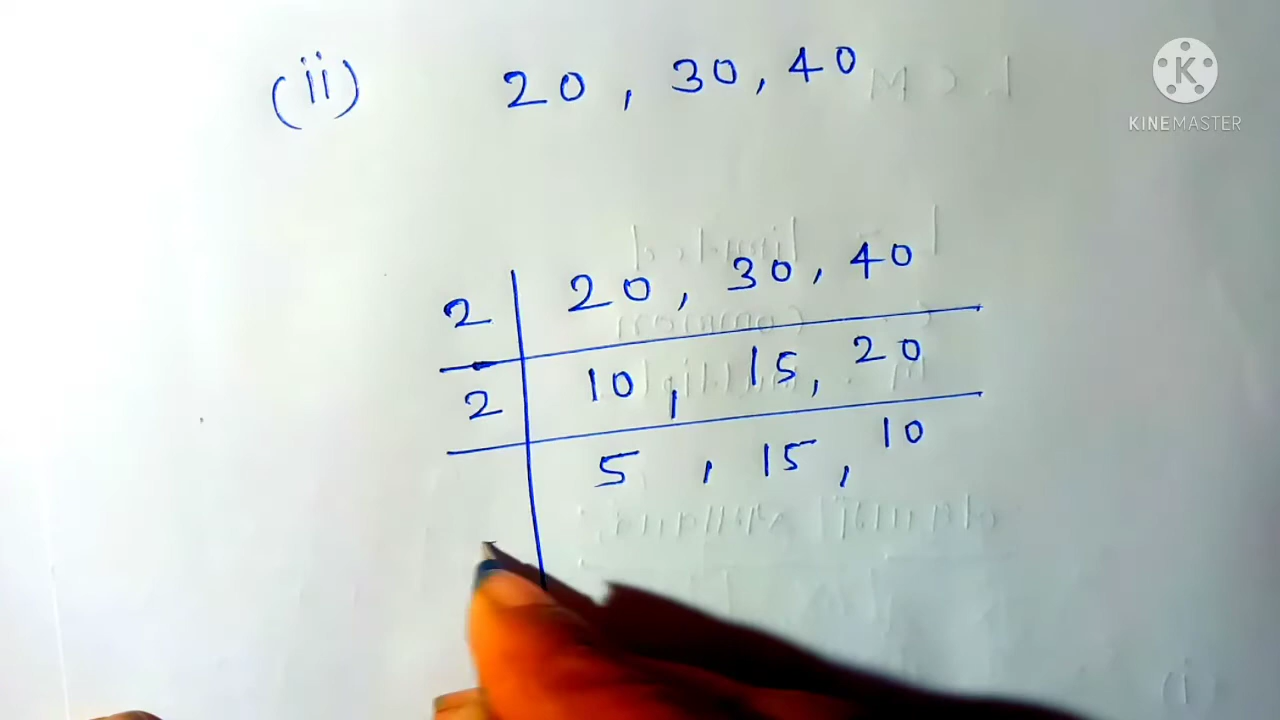 (ii) 20, 30, 40
K
KINEMASTER
2 | 20, 30, 40
2 | 10, 15, 20
5, 15, 10